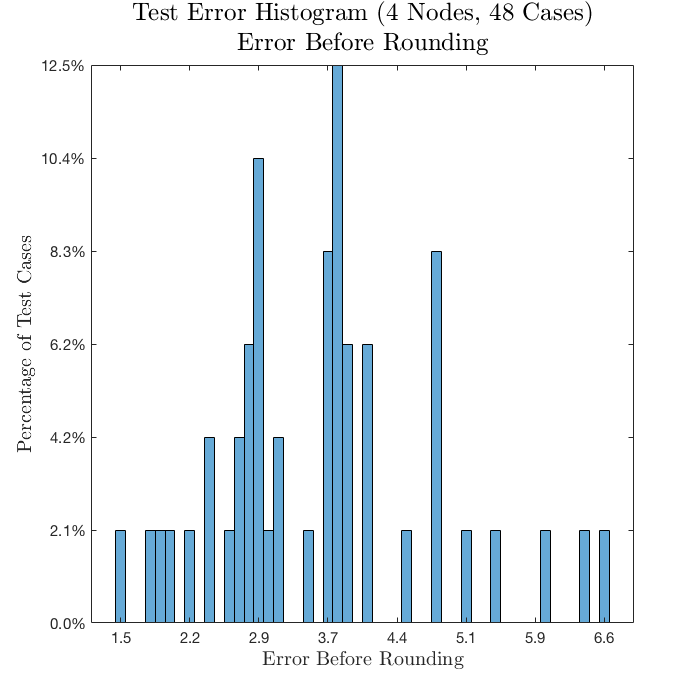 Test Error Histogram (4 Nodes, 48 Cases)
Error Before Rounding
12.5%
10.4%
8.3%
6.2%
4.2%
2.1%
0.0%
Percentage of Test Cases
1.5 2.2 2.9 3.7 4.4 5.1 5.9 6.6
Error Before Rounding